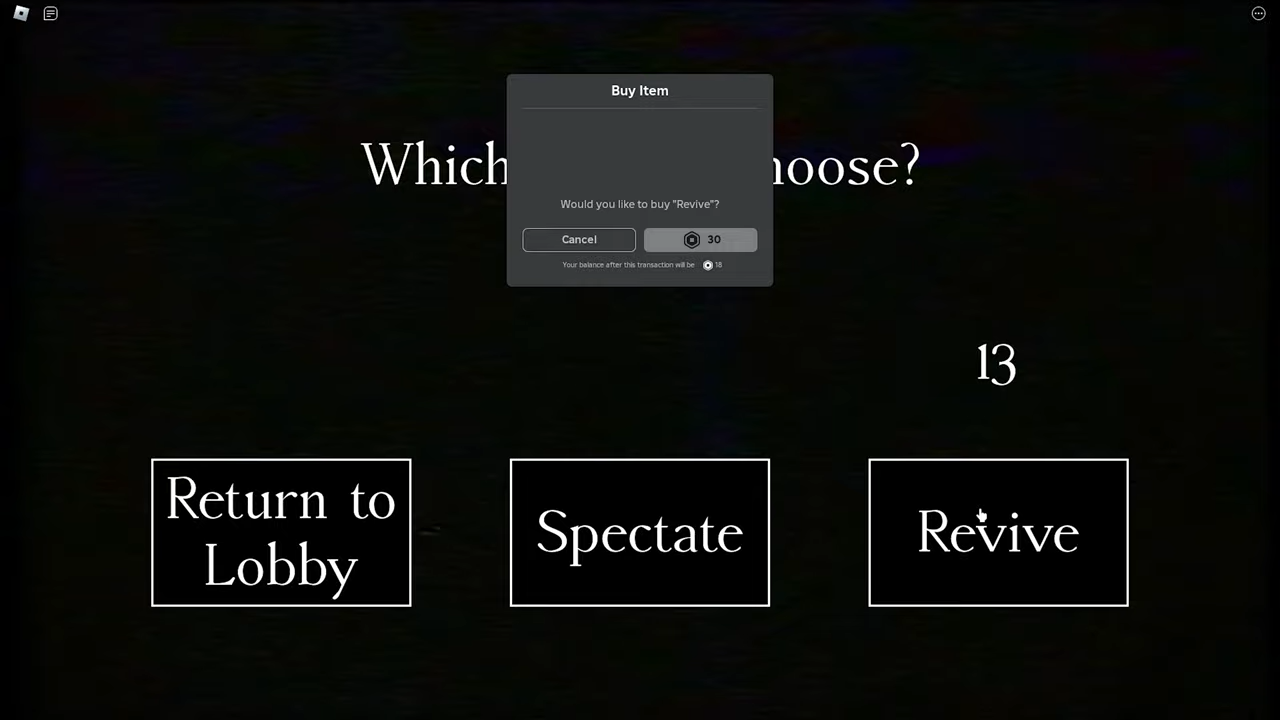 Buy Item
Which
hoose?
Would you like to buy "Revive"?
Cancel
30
Your balance after this transaction will be 18
13
Return to
Lobby
Spectate
Revive